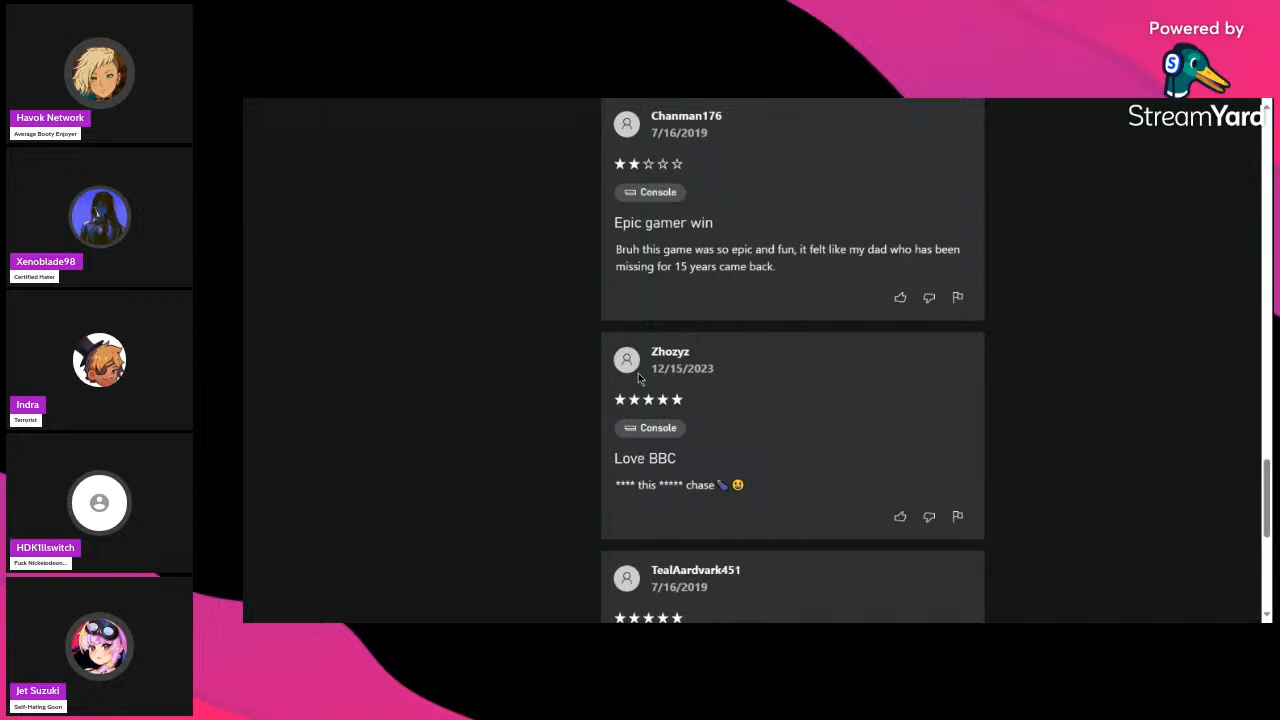 Powered by
StreamYard
Havok Network
Average Booty Enjoyer
Xenoblade98
Certified Hater
Indra
Terrorist
HDK1llswitch
Fuck Nickelodeon...
Jet Suzuki
Self-Hating Goon
Chanman176
7/16/2019
★★☆☆☆
Console
Epic gamer win
Bruh this game was so epic and fun, it felt like my dad who has been
missing for 15 years came back.
Zhozyz
12/15/2023
★★★★★
Console
Love BBC
**** this ***** chase🍆😃
TealAardvark451
7/16/2019
★★★★★